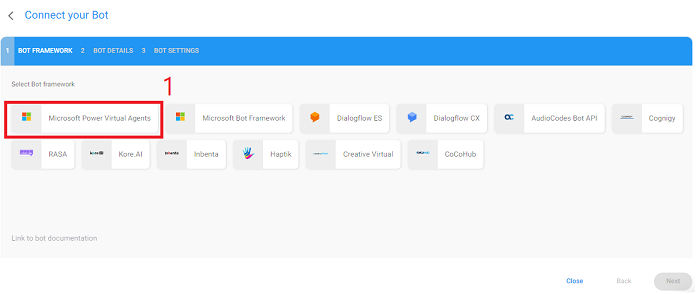 Connect your Bot
1 BOT FRAMEWORK 2 BOT DETAILS 3 BOT SETTINGS
Select Bot framework
1
Microsoft Power Virtual Agents Microsoft Bot Framework Dialogflow ES Dialogflow CX AudioCodes Bot API Cognigy
RASA kore.ai Kore.AI inbenta Inbenta Haptik Creative Virtual CoCoHub
Link to bot documentation
Close Back Next